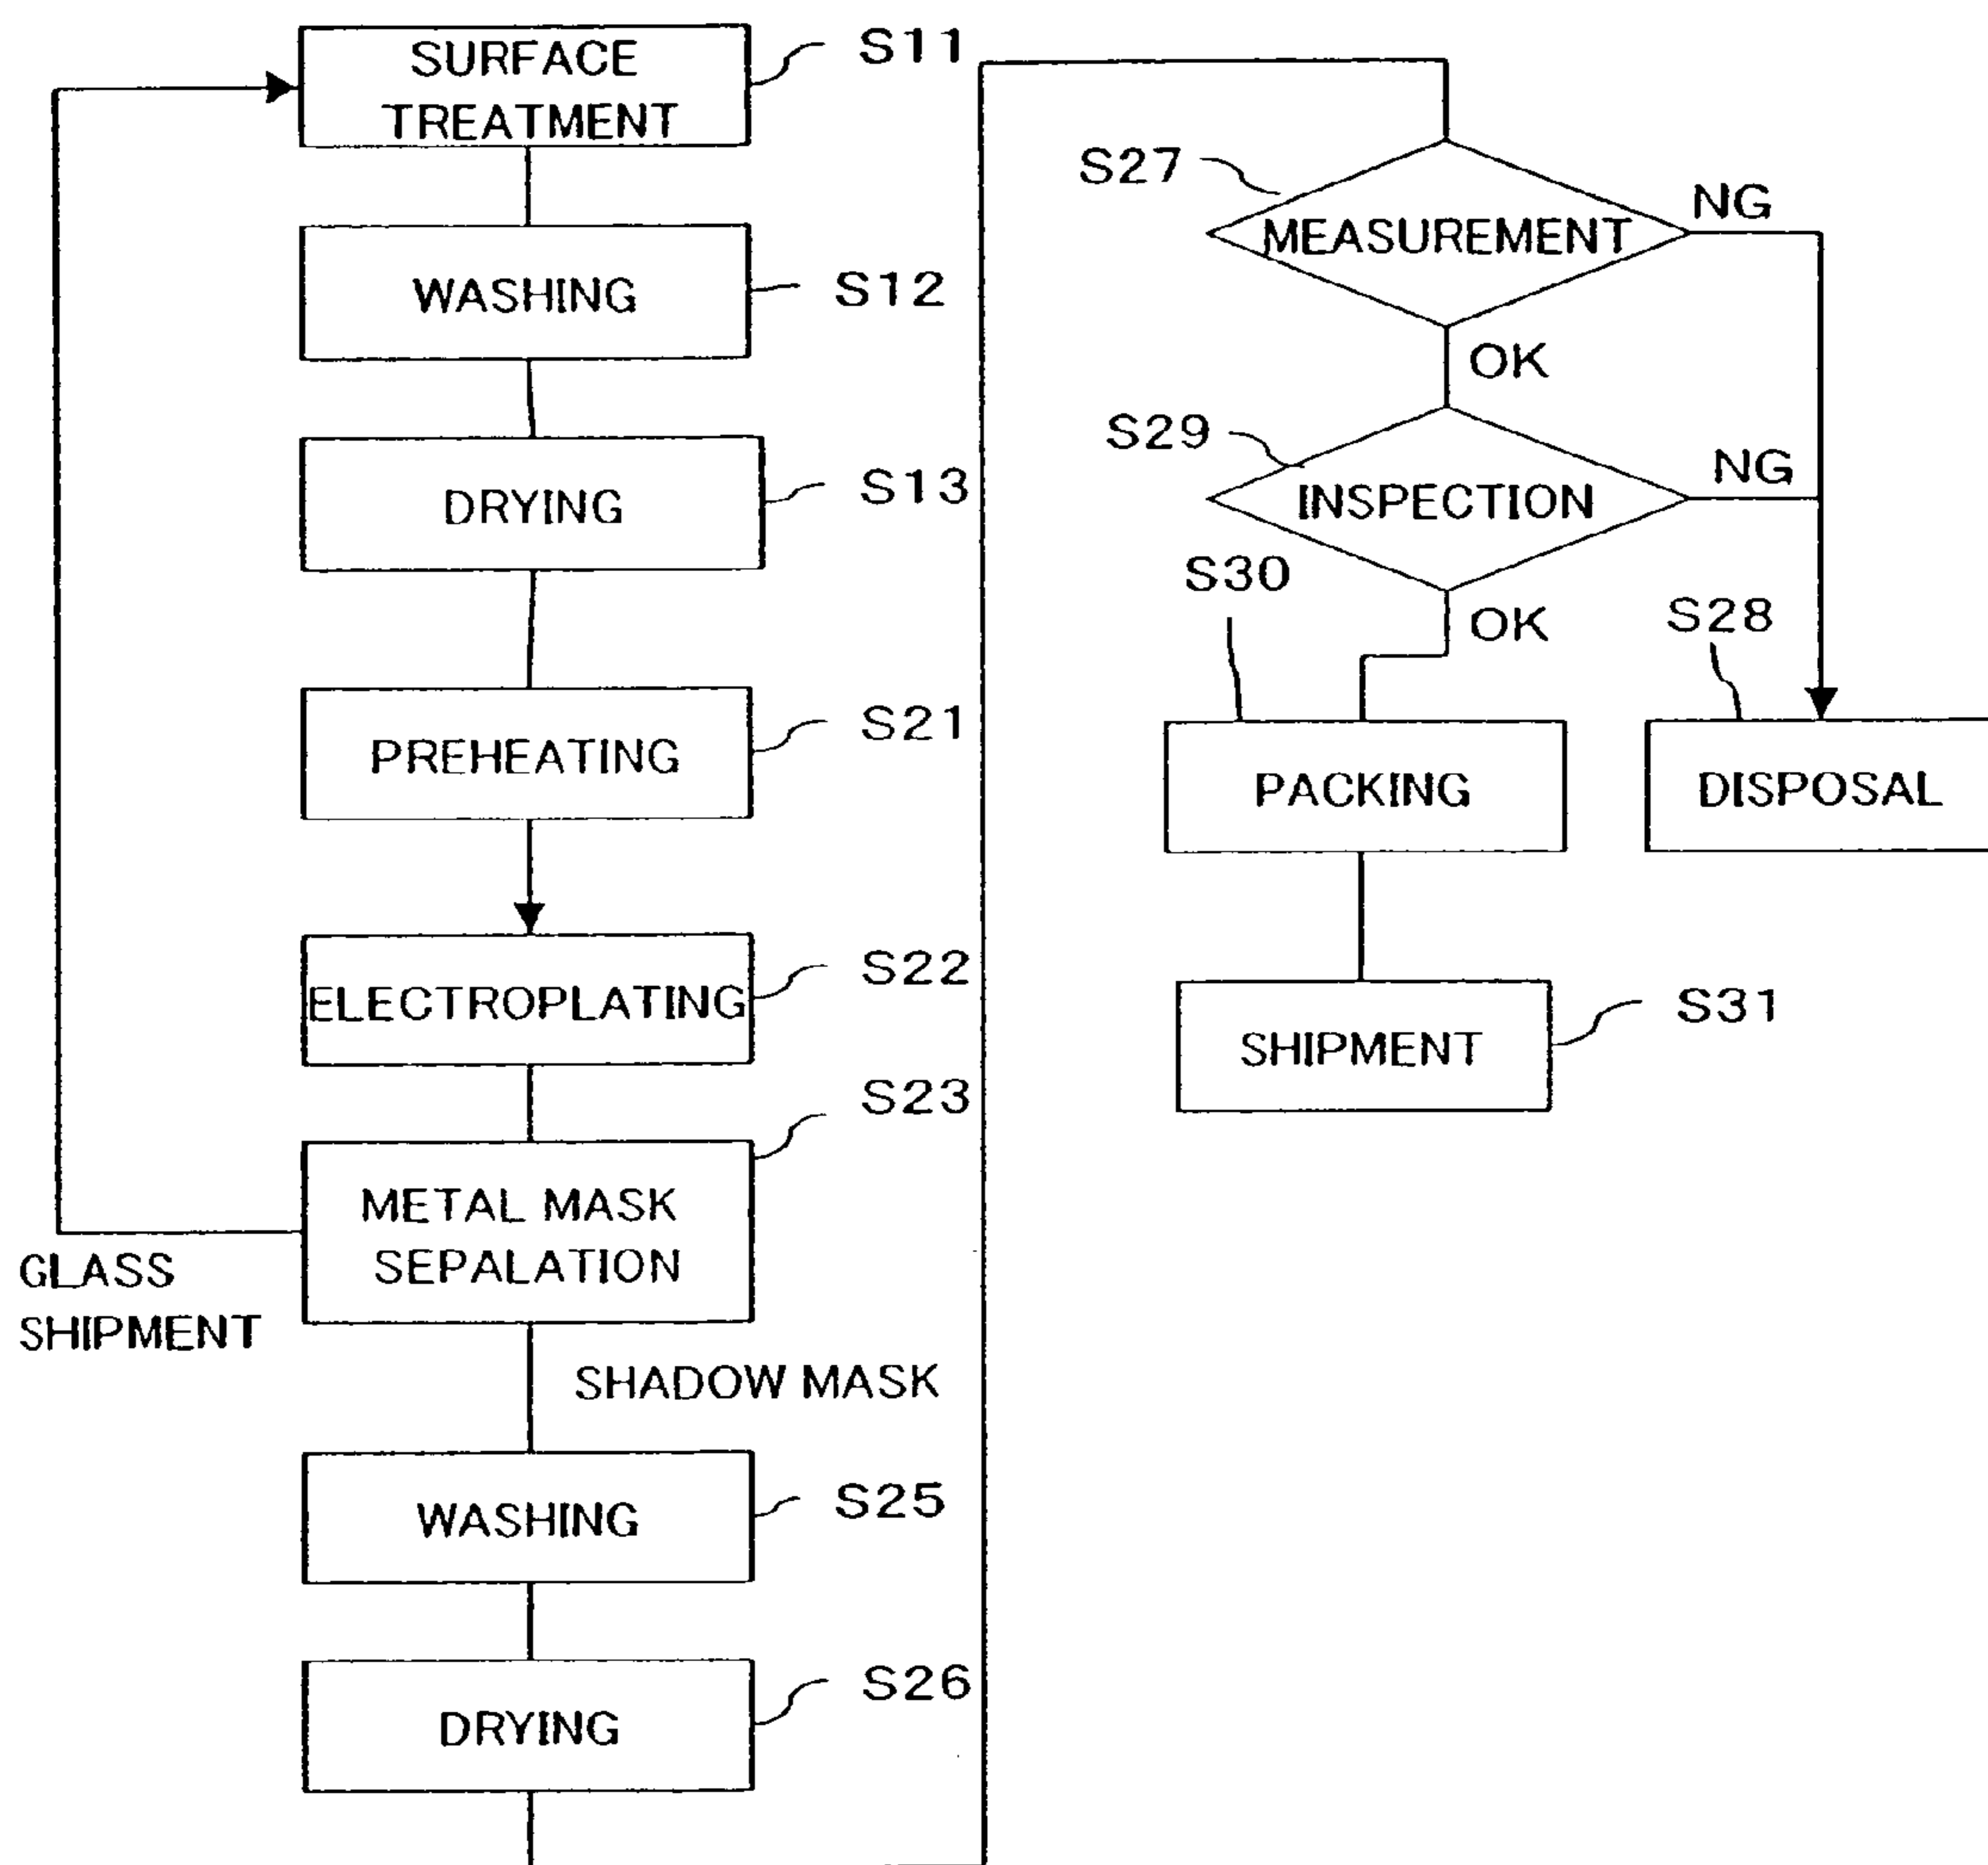 SURFACE
TREATMENT
S11
WASHING
S12
DRYING
S13
PREHEATING
S21
ELECTROPLATING
S22
METAL MASK
SEPALATION
S23
GLASS
SHIPMENT
SHADOW MASK
WASHING
S25
DRYING
S26
S27
MEASUREMENT
NG
OK
S29
INSPECTION
NG
OK
S30
PACKING
S28
DISPOSAL
SHIPMENT
S31